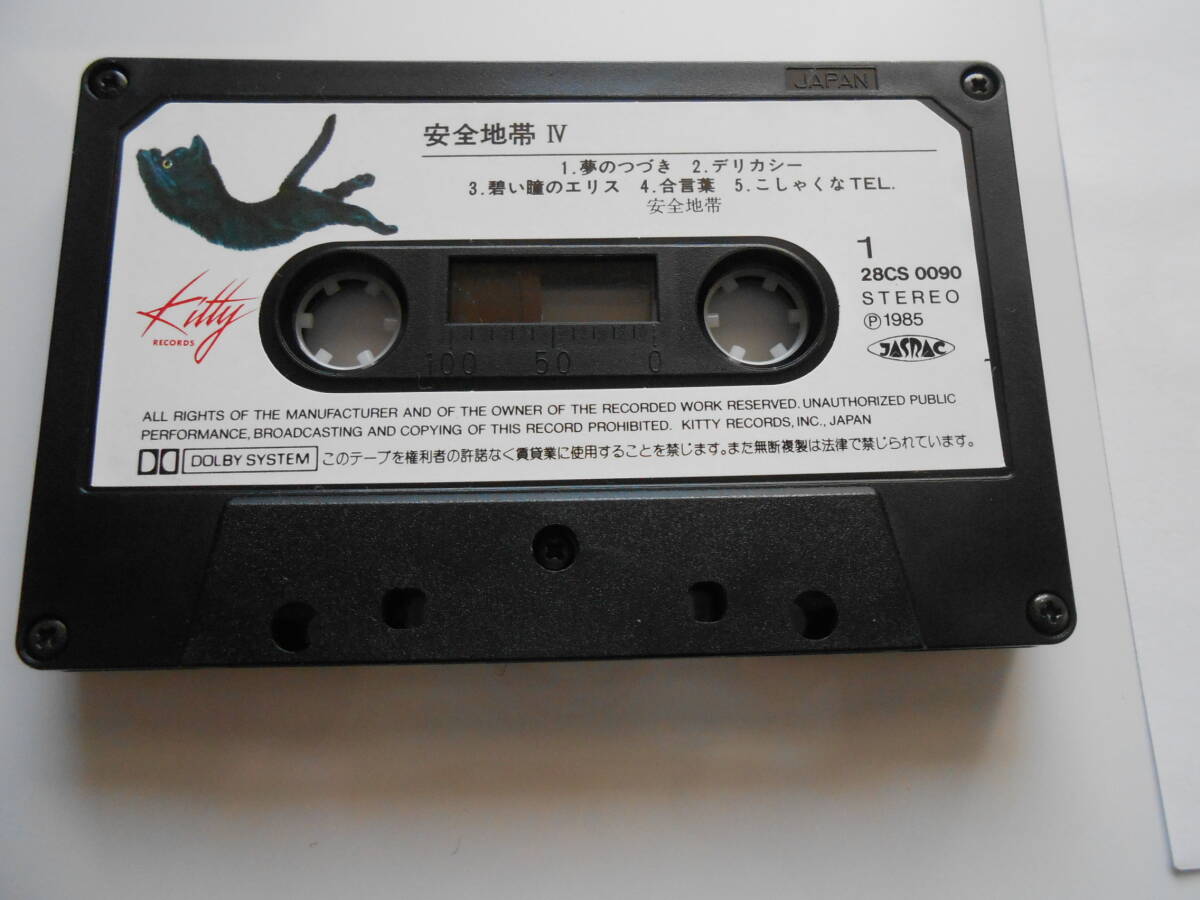 JAPAN
安全地帯 Ⅳ
1.夢のつづき 2.デリカシー
3.碧い瞳のエリス 4.合言葉 5.こしゃくなTEL.
安全地帯
1
28CS 0090
STEREO
Ⓟ1985
JASRAC
Kitty
RECORDS
100 50 0
ALL RIGHTS OF THE MANUFACTURER AND OF THE OWNER OF THE RECORDED WORK RESERVED. UNAUTHORIZED PUBLIC
PERFORMANCE, BROADCASTING AND COPYING OF THIS RECORD PROHIBITED. KITTY RECORDS, INC., JAPAN
DOLBY SYSTEM このテープを権利者の許諾なく賃貸業に使用することを禁じます。また無断複製は法律で禁じられています。